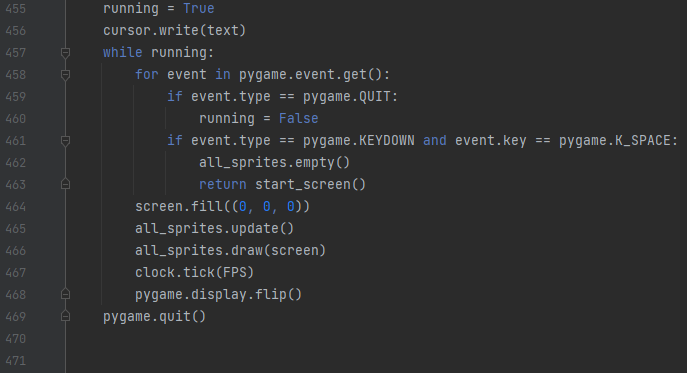 455 running = True
456 cursor.write(text)
457 while running:
458 for event in pygame.event.get():
459 if event.type == pygame.QUIT:
460 running = False
461 if event.type == pygame.KEYDOWN and event.key == pygame.K_SPACE:
462 all_sprites.empty()
463 return start_screen()
464 screen.fill((0, 0, 0))
465 all_sprites.update()
466 all_sprites.draw(screen)
467 clock.tick(FPS)
468 pygame.display.flip()
469 pygame.quit()
470
471